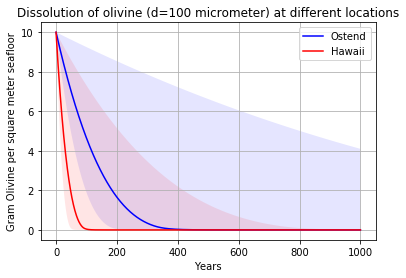 Dissolution of olivine (d=100 micrometer) at different locations
Ostend
Hawaii
Gram Olivine per square meter seafloor
10
8
6
4
2
0
0 200 400 600 800 1000
Years